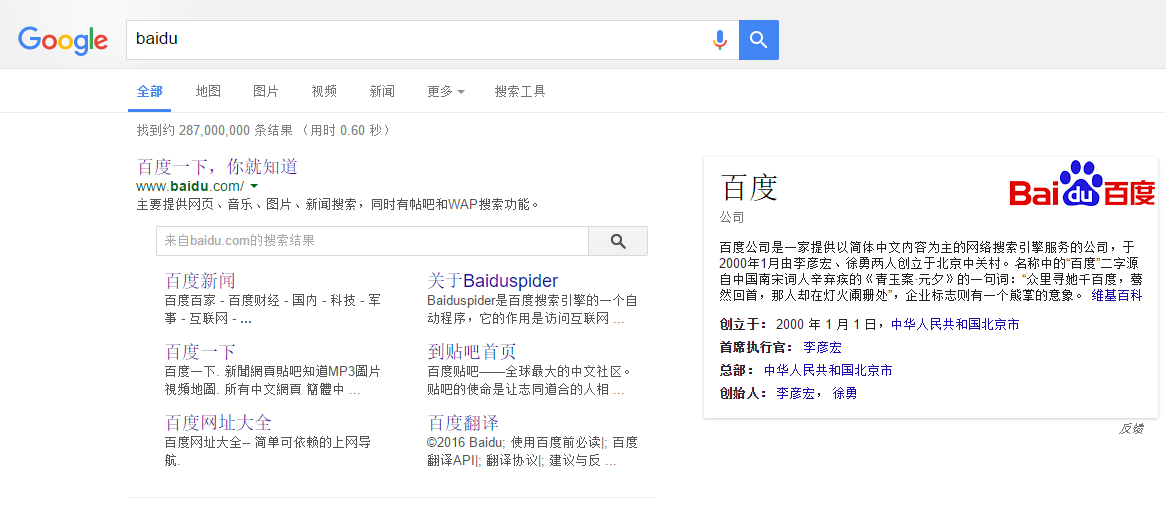 Google
baidu
全部 地图 图片 视频 新闻 更多 搜索工具
找到约 287,000,000 条结果 （用时 0.60 秒）
百度一下，你就知道
www.baidu.com/
主要提供网页、音乐、图片、新闻搜索，同时有帖吧和WAP搜索功能。
来自baidu.com的搜索结果
百度新闻
百度百家 - 百度财经 - 国内 - 科技 - 军
事 - 互联网 - ...
关于Baiduspider
Baiduspider是百度搜索引擎的一个自
动程序，它的作用是访问互联网 ...
百度一下
百度一下. 新聞網頁貼吧知道MP3圖片
視頻地圖. 所有中文網頁 簡體中 ...
到贴吧首页
百度贴吧——全球最大的中文社区。
贴吧的使命是让志同道合的人相 ...
百度网址大全
百度网址大全-- 简单可依赖的上网导
航.
百度翻译
©2016 Baidu; 使用百度前必读|; 百度
翻译API|; 翻译协议|; 建议与反 ...
百度
公司
Bai du 百度
百度公司是一家提供以简体中文内容为主的网络搜索引擎服务的公司，于
2000年1月由李彦宏、徐勇两人创立于北京中关村。名称中的“百度”二字源
自中国南宋词人辛弃疾的《青玉案·元夕》的一句词：“众里寻她千百度，蓦
然回首，那人却在灯火阑珊处”，企业标志则有一个熊掌的意象。 维基百科
创立于： 2000 年 1 月 1 日，中华人民共和国北京市
首席执行官： 李彦宏
总部： 中华人民共和国北京市
创始人： 李彦宏， 徐勇
反馈